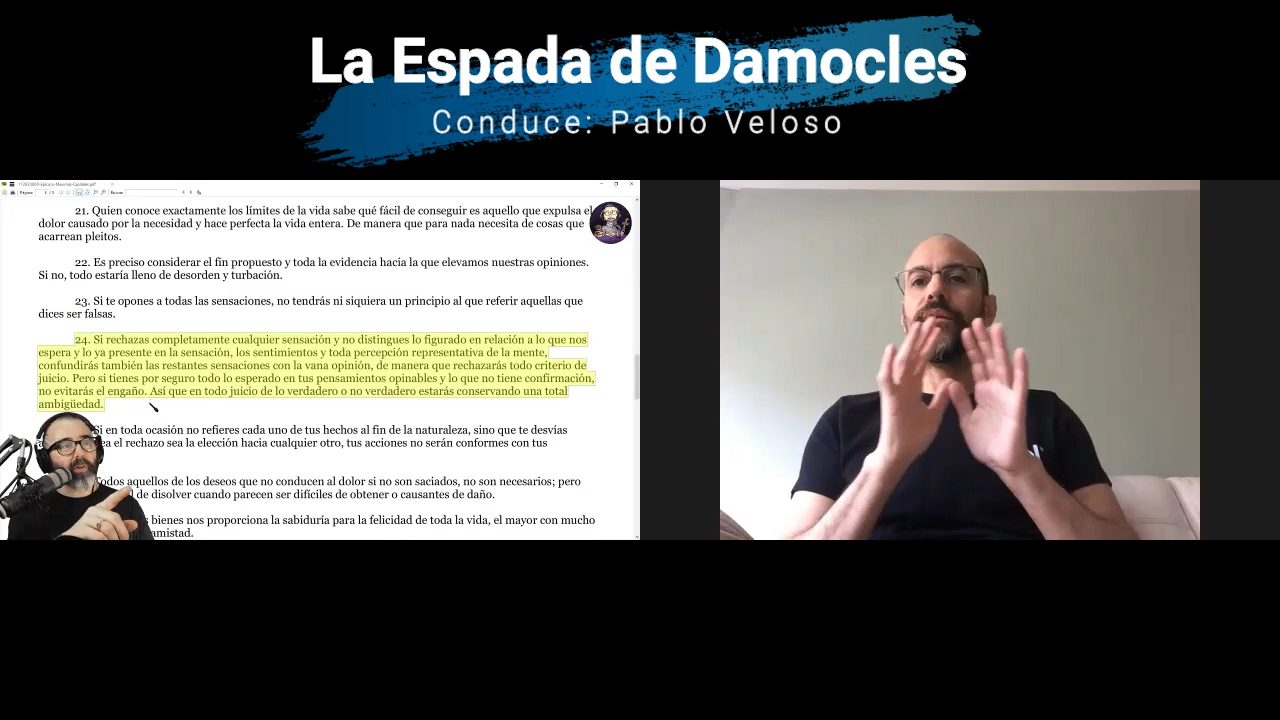 La Espada de Damocles
Conduce: Pablo Veloso
Página:
Buscar:
21. Quien conoce exactamente los límites de la vida sabe qué fácil de conseguir es aquello que expulsa el
dolor causado por la necesidad y hace perfecta la vida entera. De manera que para nada necesita de cosas que
acarrean pleitos.
22. Es preciso considerar el fin propuesto y toda la evidencia hacia la que elevamos nuestras opiniones.
Si no, todo estaría lleno de desorden y turbación.
23. Si te opones a todas las sensaciones, no tendrás ni siquiera un principio al que referir aquellas que
dices ser falsas.
24. Si rechazas completamente cualquier sensación y no distingues lo figurado en relación a lo que nos
espera y lo ya presente en la sensación, los sentimientos y toda percepción representativa de la mente,
confundirás también las restantes sensaciones con la vana opinión, de manera que rechazarás todo criterio de
juicio. Pero si tienes por seguro todo lo esperado en tus pensamientos opinables y lo que no tiene confirmación,
no evitarás el engaño. Así que en todo juicio de lo verdadero o no verdadero estarás conservando una total
ambigüedad.
Si en toda ocasión no refieres cada uno de tus hechos al fin de la naturaleza, sino que te desvías
el rechazo sea la elección hacia cualquier otro, tus acciones no serán conformes con tus
Todos aquellos de los deseos que no conducen al dolor si no son saciados, no son necesarios; pero
de disolver cuando parecen ser difíciles de obtener o causantes de daño.
bienes nos proporciona la sabiduría para la felicidad de toda la vida, el mayor con mucho
amistad.